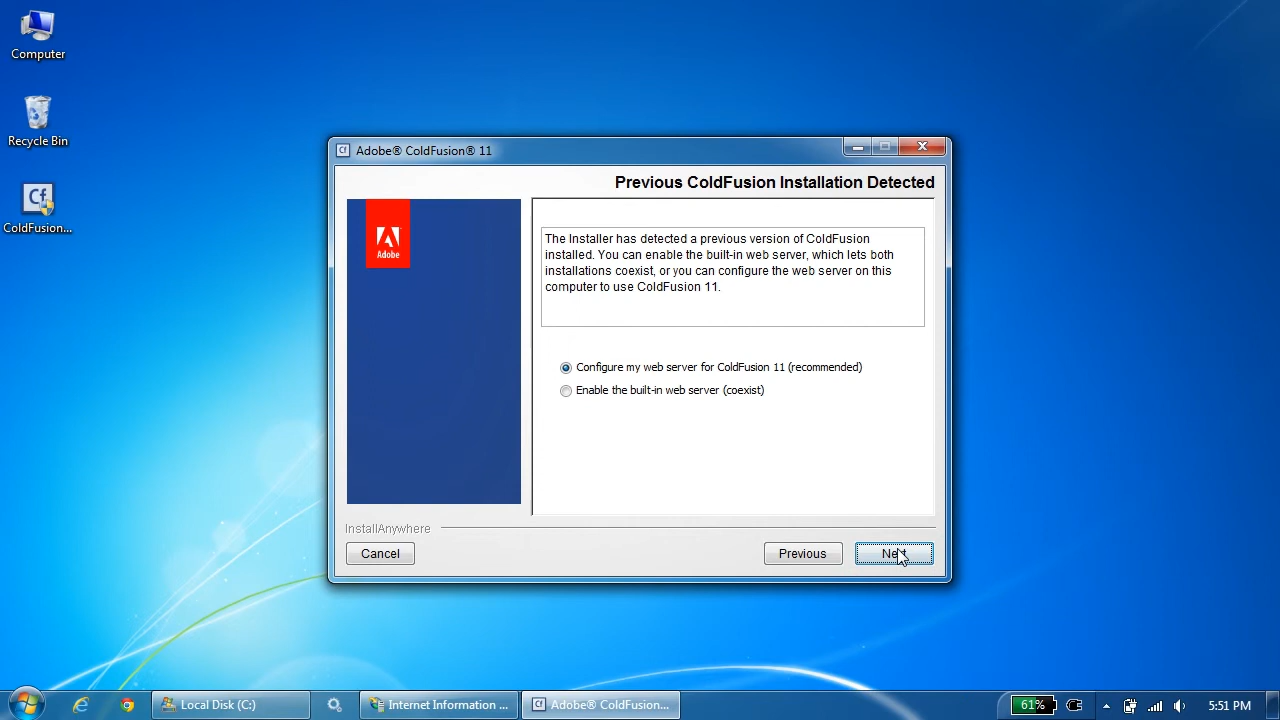 Computer
Recycle Bin
Cf
ColdFusion...
Cf
Adobe® ColdFusion® 11
Previous ColdFusion Installation Detected
Adobe
The Installer has detected a previous version of ColdFusion
installed. You can enable the built-in web server, which lets both
installations coexist, or you can configure the web server on this
computer to use ColdFusion 11.
Configure my web server for ColdFusion 11 (recommended)
Enable the built-in web server (coexist)
InstallAnywhere
Cancel
Previous
Local Disk (C:)
Internet Information ...
Cf
Adobe® ColdFusion...
61%
5:51 PM